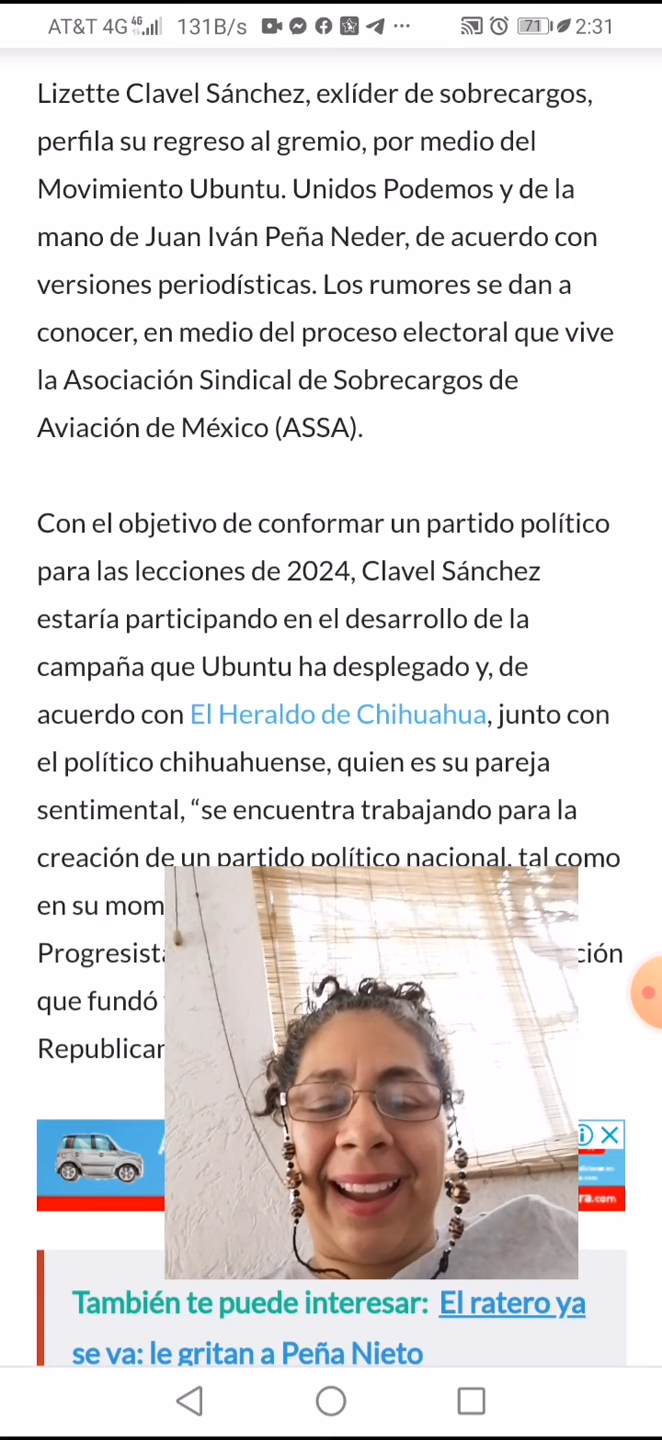 AT&T 4G 46 131B/s ... 71 2:31
Lizette Clavel Sánchez, exlíder de sobrecargos,
perfila su regreso al gremio, por medio del
Movimiento Ubuntu. Unidos Podemos y de la
mano de Juan Iván Peña Neder, de acuerdo con
versiones periodísticas. Los rumores se dan a
conocer, en medio del proceso electoral que vive
la Asociación Sindical de Sobrecargos de
Aviación de México (ASSA).
Con el objetivo de conformar un partido político
para las lecciones de 2024, Clavel Sánchez
estaría participando en el desarrollo de la
campaña que Ubuntu ha desplegado y, de
acuerdo con El Heraldo de Chihuahua, junto con
el político chihuahuense, quien es su pareja
sentimental, “se encuentra trabajando para la
creación de un partido político nacional, tal como
en su mom
Progresist ción
que fundó
Republicar
ra.com
También te puede interesar: El ratero ya
se va: le gritan a Peña Nieto